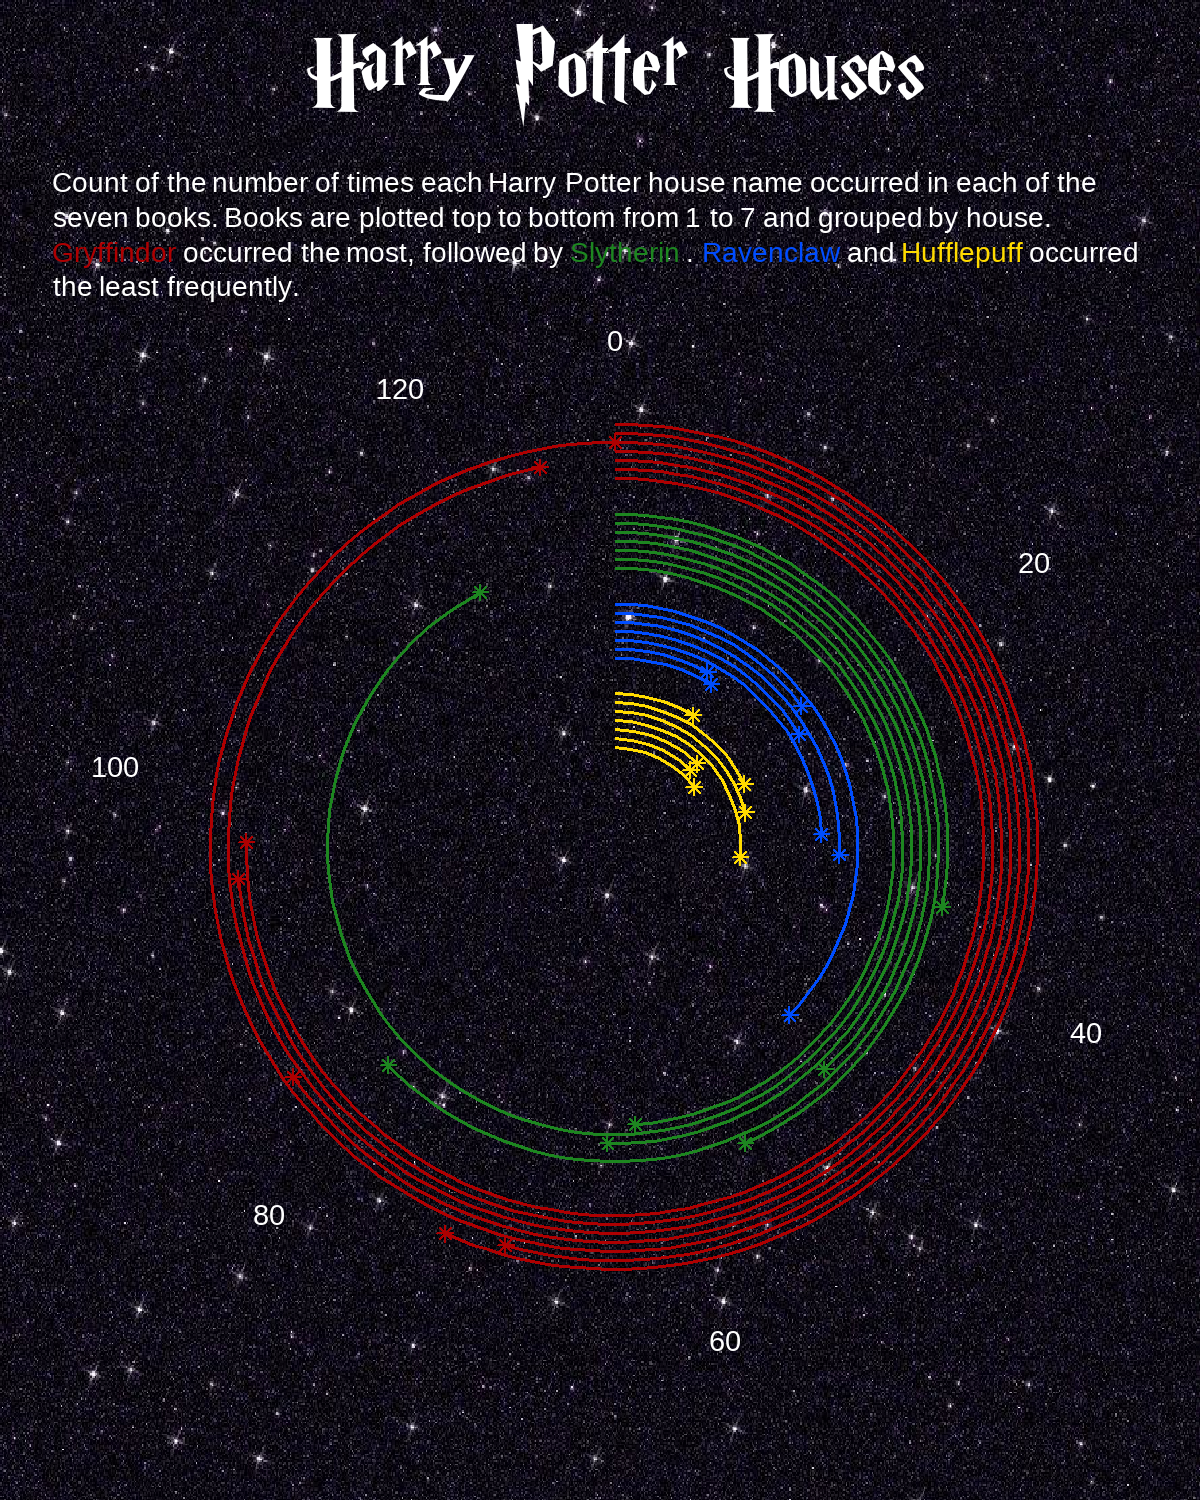 Harry Potter Houses
Count of the number of times each Harry Potter house name occurred in each of the
seven books. Books are plotted top to bottom from 1 to 7 and grouped by house.
Gryffindor occurred the most, followed by Slytherin . Ravenclaw and Hufflepuff occurred
the least frequently.
0
120
20
100
40
80
60